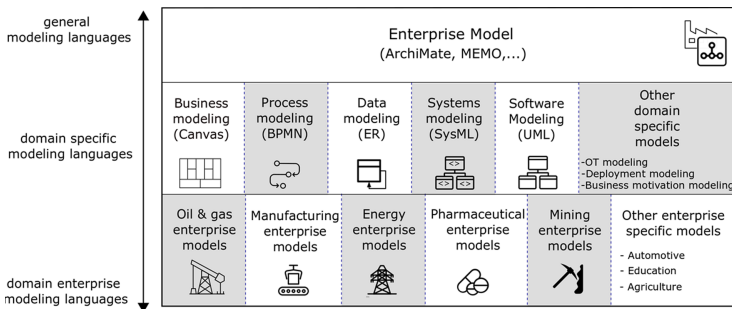 general
modeling languages
Enterprise Model
(ArchiMate, MEMO,...)
domain specific
modeling languages
Business
modeling
(Canvas)
Process
modeling
(BPMN)
Data
modeling
(ER)
Systems
modeling
(SysML)
<>
<> <>
Software
Modeling
(UML)
Other
domain
specific
models
-OT modeling
-Deployment modeling
-Business motivation modeling
domain enterprise
modeling languages
Oil & gas
enterprise
models
Manufacturing
enterprise
models
Energy
enterprise
models
Pharmaceutical
enterprise
models
Mining
enterprise
models
Other enterprise
specific models
- Automotive
- Education
- Agriculture